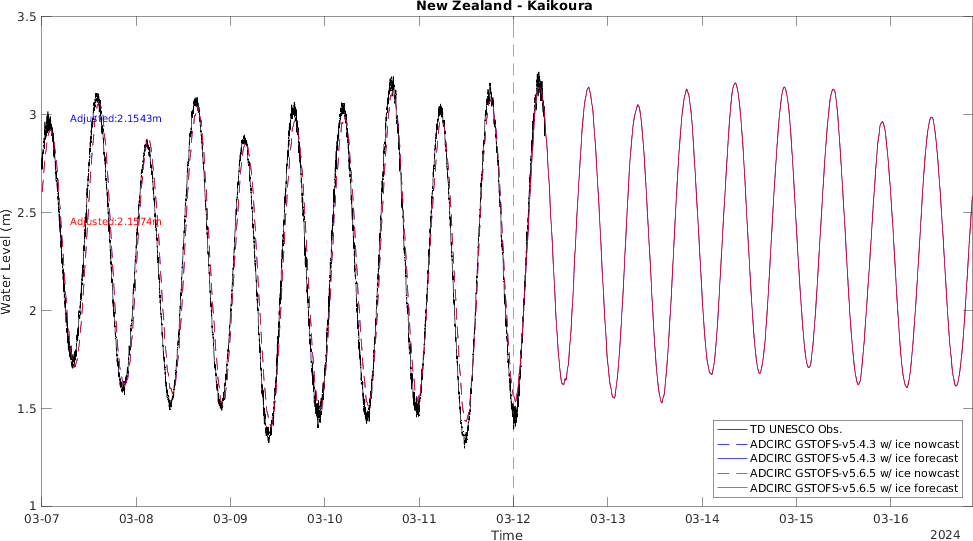 New Zealand - Kaikoura
3.5
3
2.5
2
1.5
1
Water Level (m)
Adjusted:2.1543m
Adjusted:2.1574m
TD UNESCO Obs.
ADCIRC GSTOFS-v5.4.3 w/ ice nowcast
ADCIRC GSTOFS-v5.4.3 w/ ice forecast
ADCIRC GSTOFS-v5.6.5 w/ ice nowcast
ADCIRC GSTOFS-v5.6.5 w/ ice forecast
03-07 03-08 03-09 03-10 03-11 03-12 03-13 03-14 03-15 03-16
Time
2024